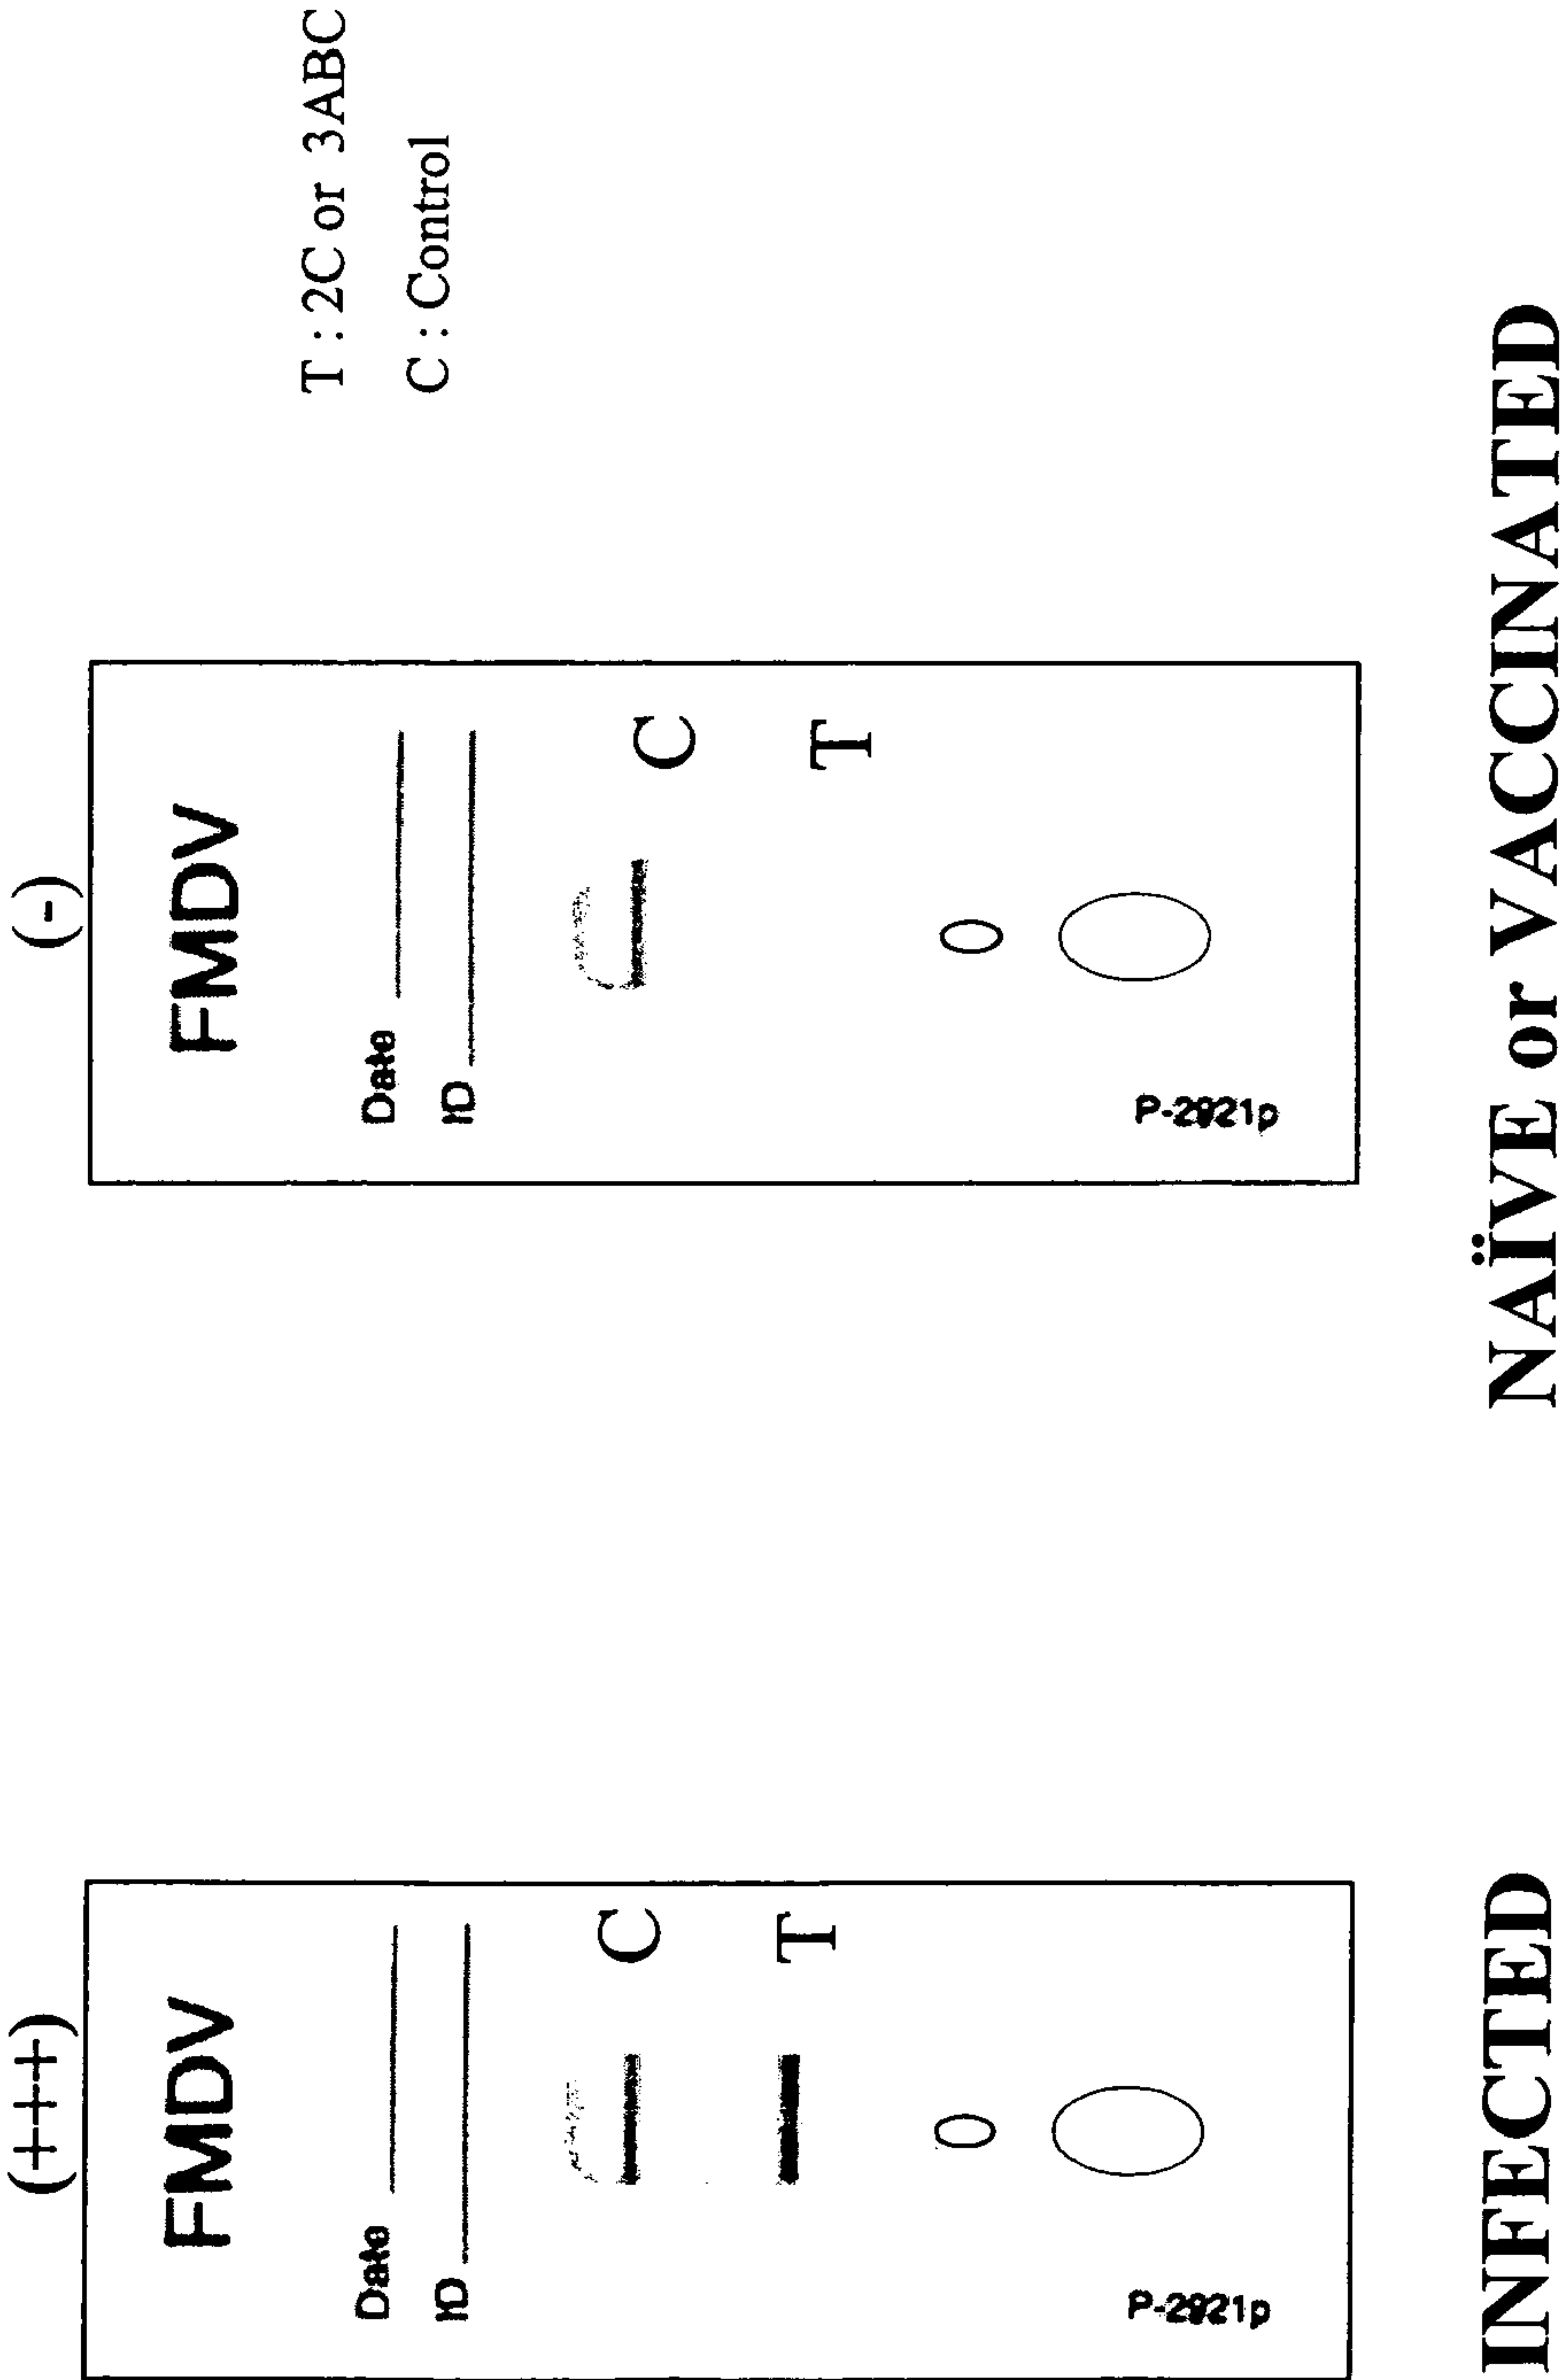 (+++)
FMDV
Date
ID
C
T
P-2921p
INFECTED
(-)
FMDV
Date
ID
C
T
P-2921p
NAÏVE or VACCINATED
T : 2C or 3ABC
C : Control